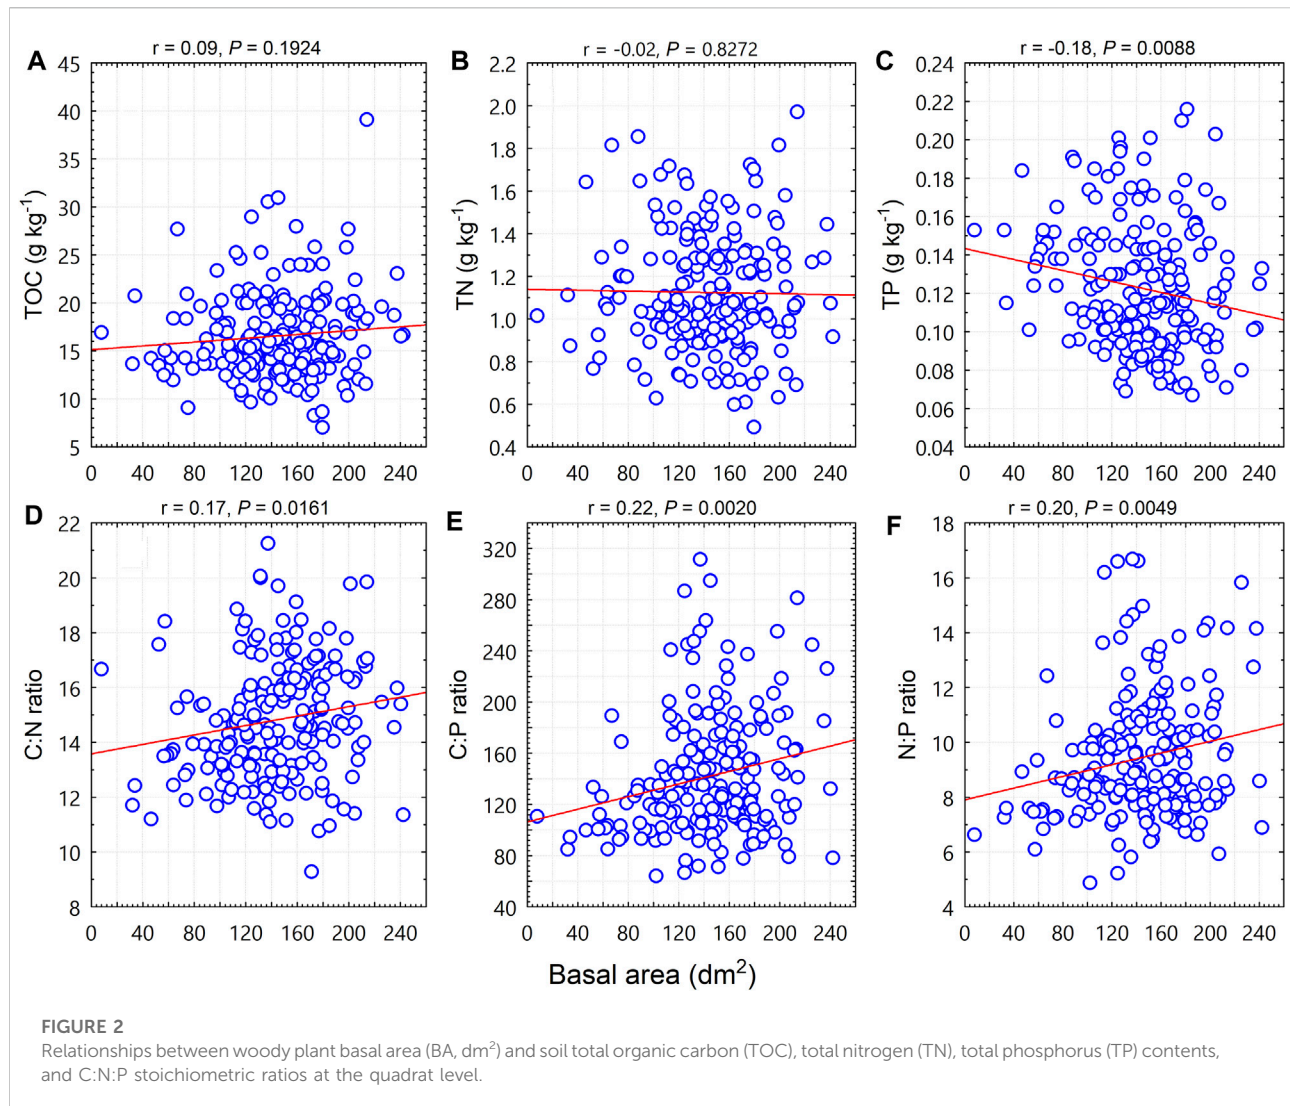 A
r = 0.09, P = 0.1924
TOC (g kg-1)
45
40
35
30
25
20
15
10
5
0 40 80 120 160 200 240
B
r = -0.02, P = 0.8272
TN (g kg-1)
2.2
2.0
1.8
1.6
1.4
1.2
1.0
0.8
0.6
0.4
0 40 80 120 160 200 240
C
r = -0.18, P = 0.0088
TP (g kg-1)
0.24
0.22
0.20
0.18
0.16
0.14
0.12
0.10
0.08
0.06
0.04
0 40 80 120 160 200 240
D
r = 0.17, P = 0.0161
C:N ratio
22
20
18
16
14
12
10
8
0 40 80 120 160 200 240
E
r = 0.22, P = 0.0020
C:P ratio
320
280
240
200
160
120
80
40
0 40 80 120 160 200 240
F
r = 0.20, P = 0.0049
N:P ratio
18
16
14
12
10
8
6
4
0 40 80 120 160 200 240
Basal area (dm2)
FIGURE 2
Relationships between woody plant basal area (BA, dm2) and soil total organic carbon (TOC), total nitrogen (TN), total phosphorus (TP) contents,
and C:N:P stoichiometric ratios at the quadrat level.